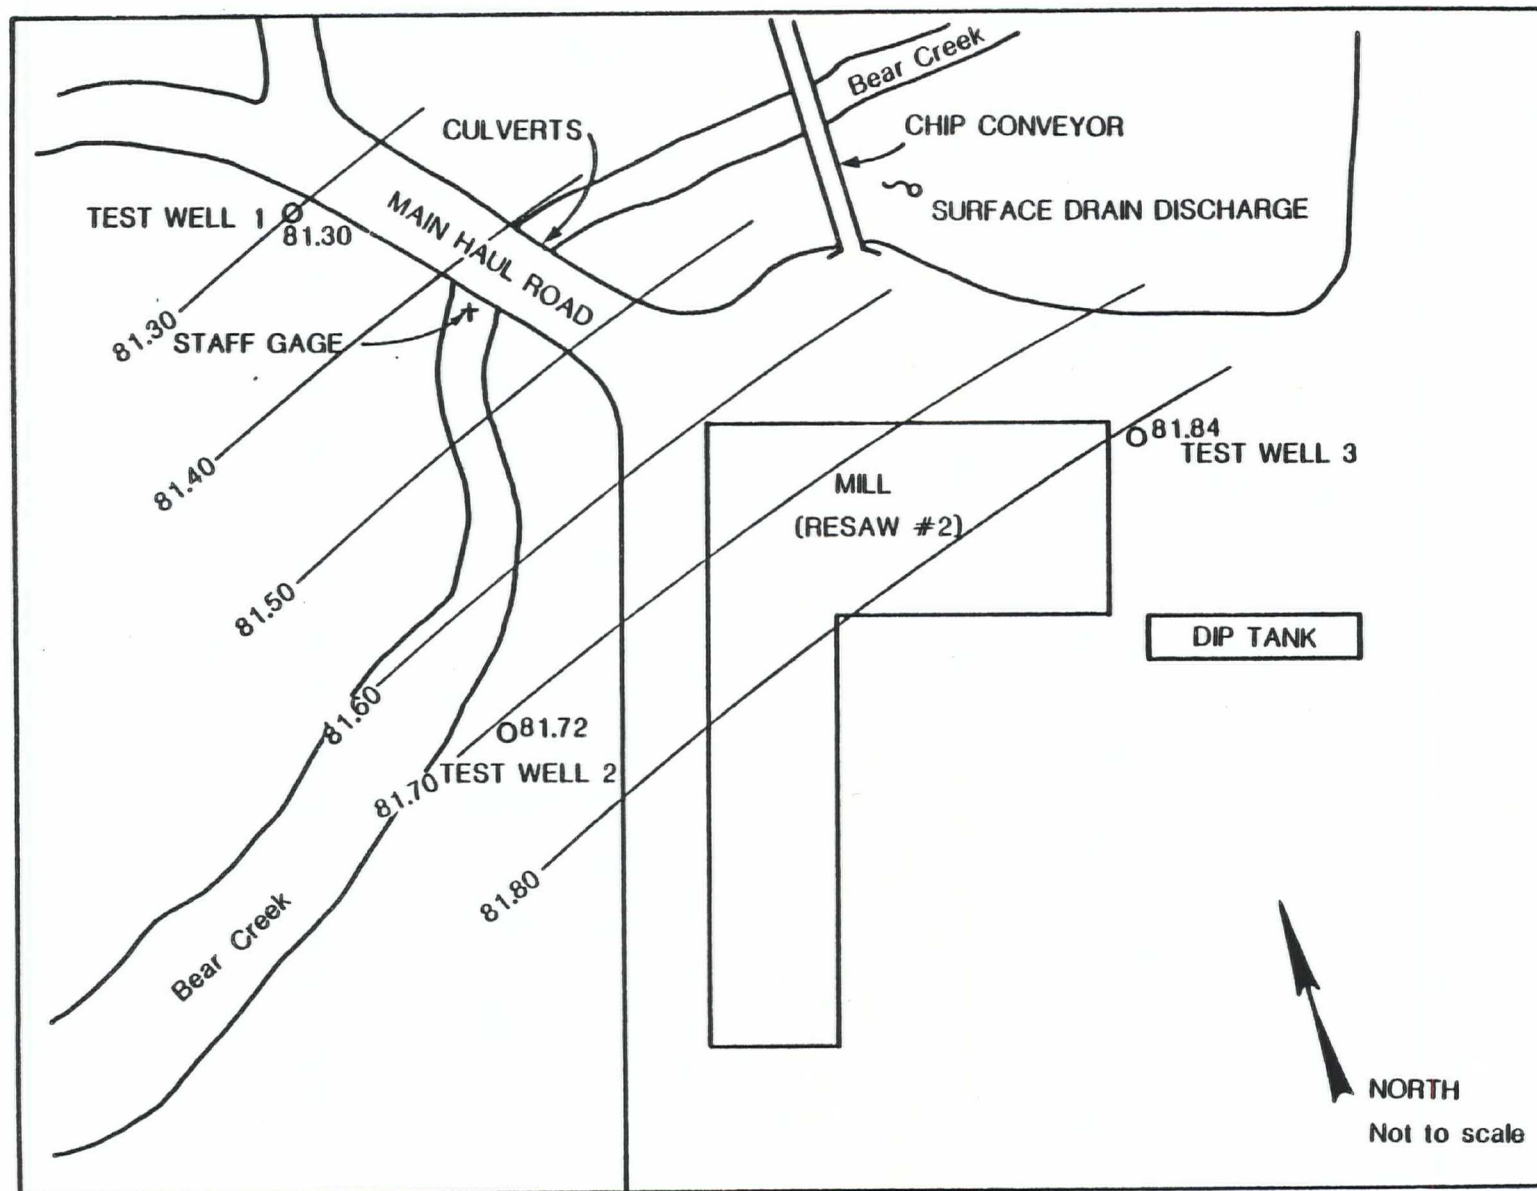 Bear Creek
CULVERTS
CHIP CONVEYOR
MAIN HAUL ROAD
TEST WELL 1
81.30
SURFACE DRAIN DISCHARGE
81.30
STAFF GAGE
81.84
TEST WELL 3
81.40
MILL
(RESAW #2)
81.50
DIP TANK
81.60
81.72
TEST WELL 2
81.70
81.80
Bear Creek
NORTH
Not to scale